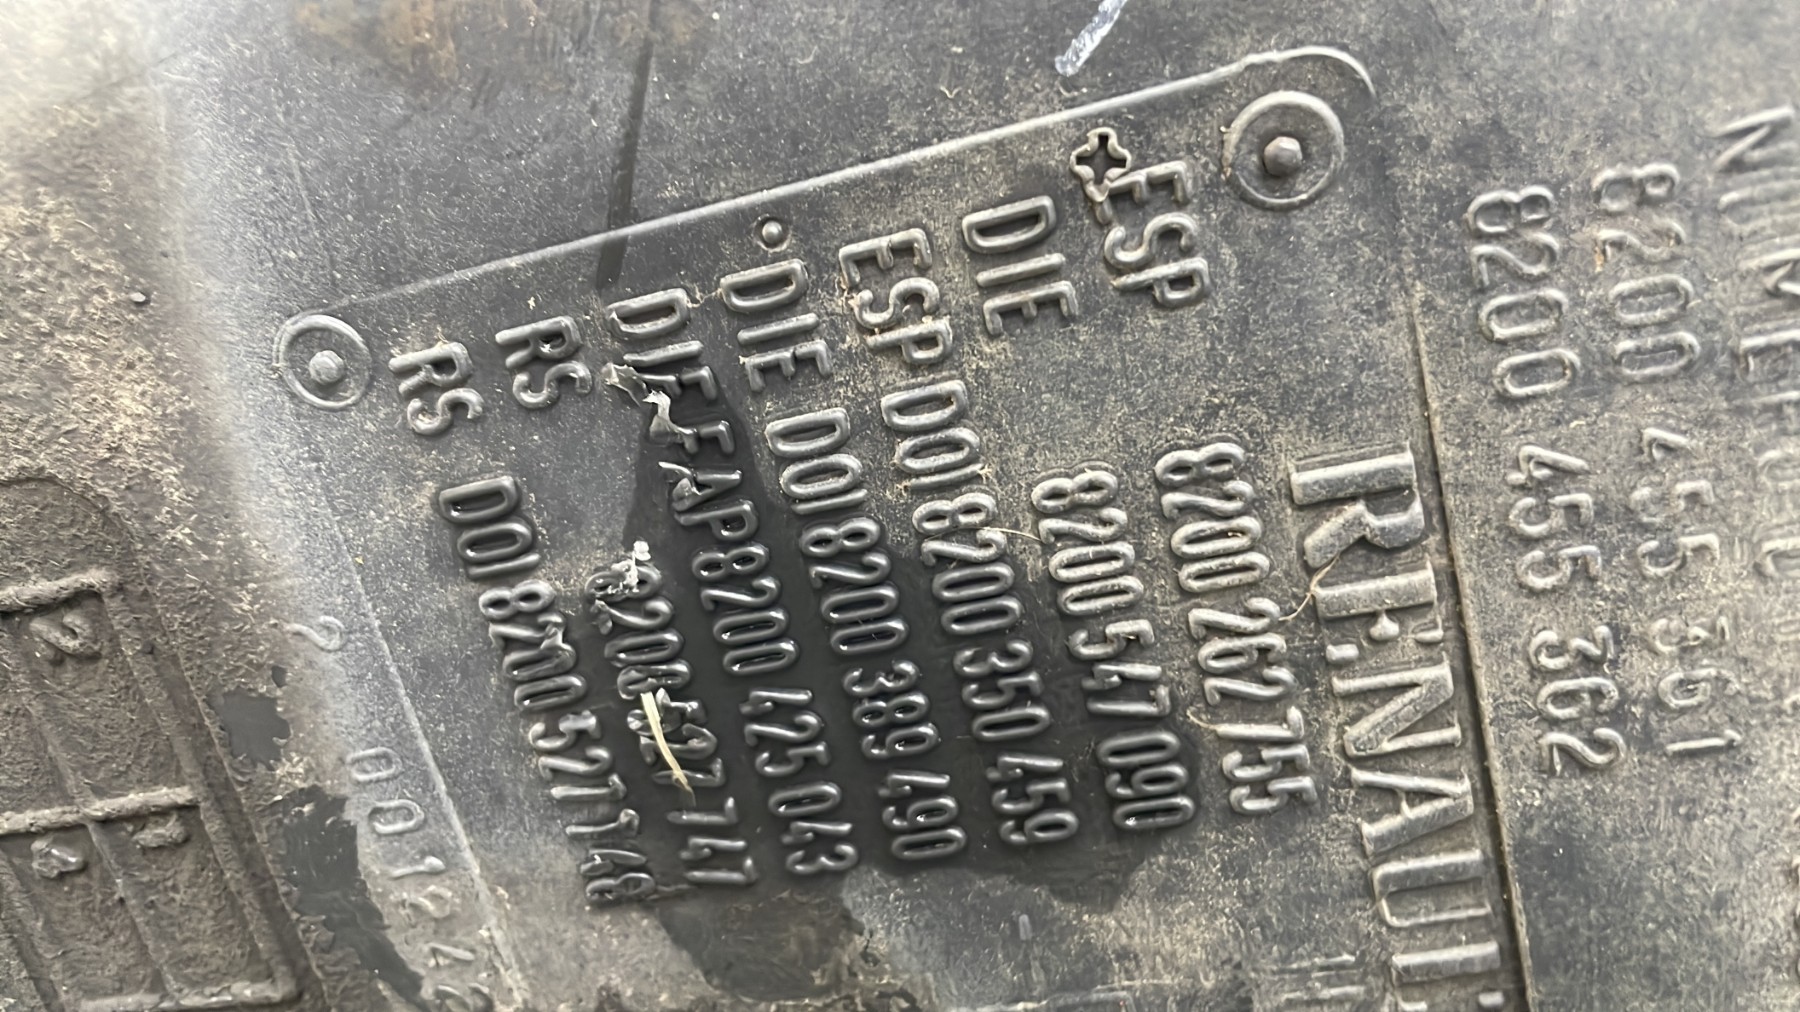 8200 455 361
8200 455 362
RENAULT
ESP 8200 262 755
DIE 8200 547 090
ESP D01 8200 350 459
DIE D01 8200 389 490
DIE FAP 8200 425 043
RS 8200 527 747
RS D01 8200 527 748